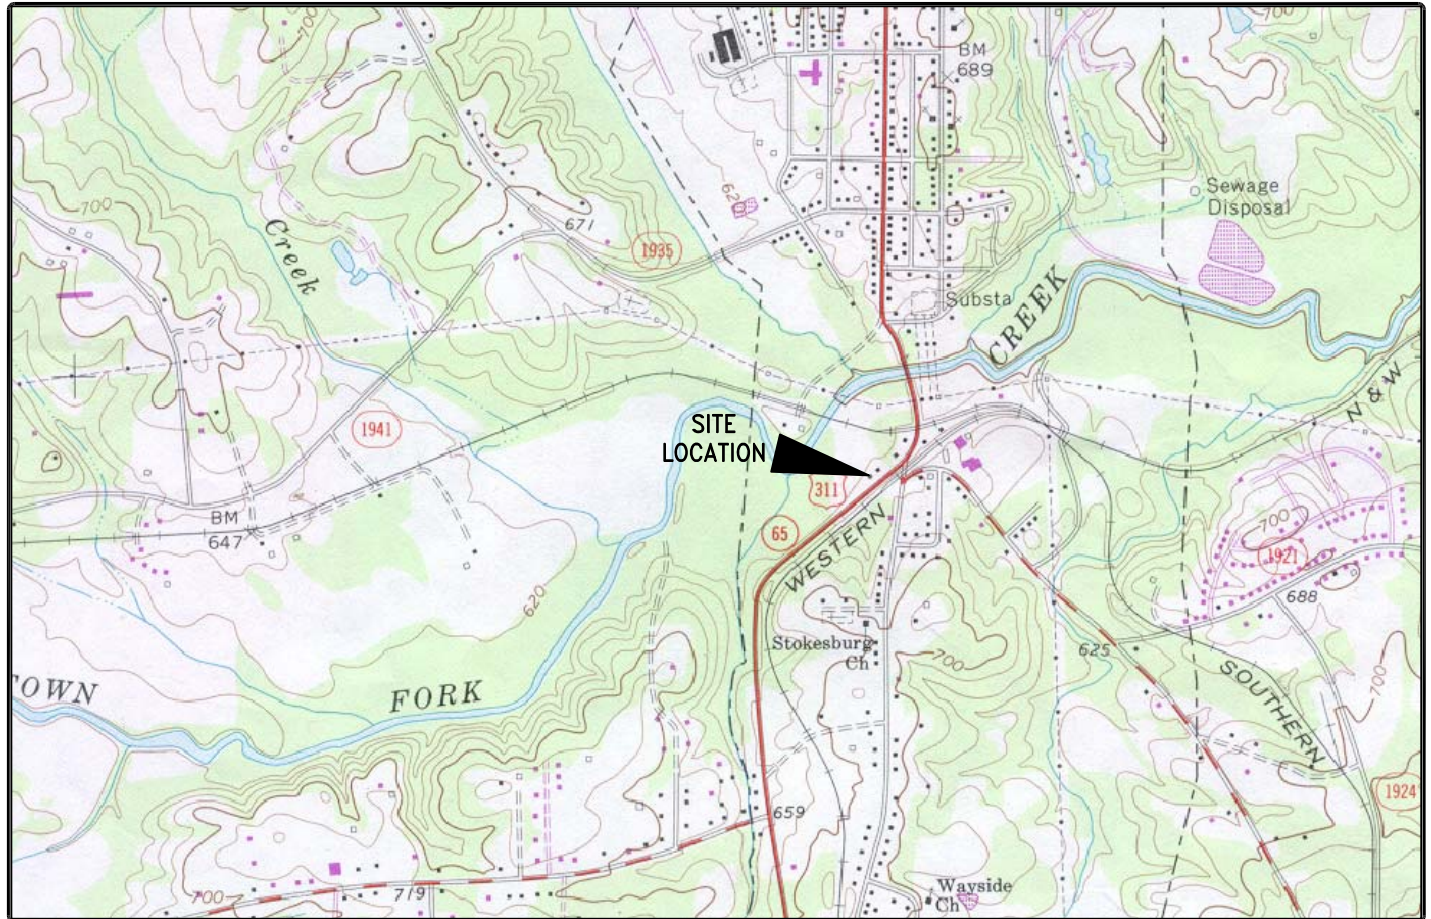 700
700
BM
689
Sewage
Disposal
700
620
671
1935
Creek
Substa
CREEK
SITE
LOCATION
N & W
1941
311
65
WESTERN
BM
647
700
1921
688
620
Stokesburg
Ch
700
625
SOUTHERN
700
TOWN
FORK
1924
659
700
719
Wayside
Ch